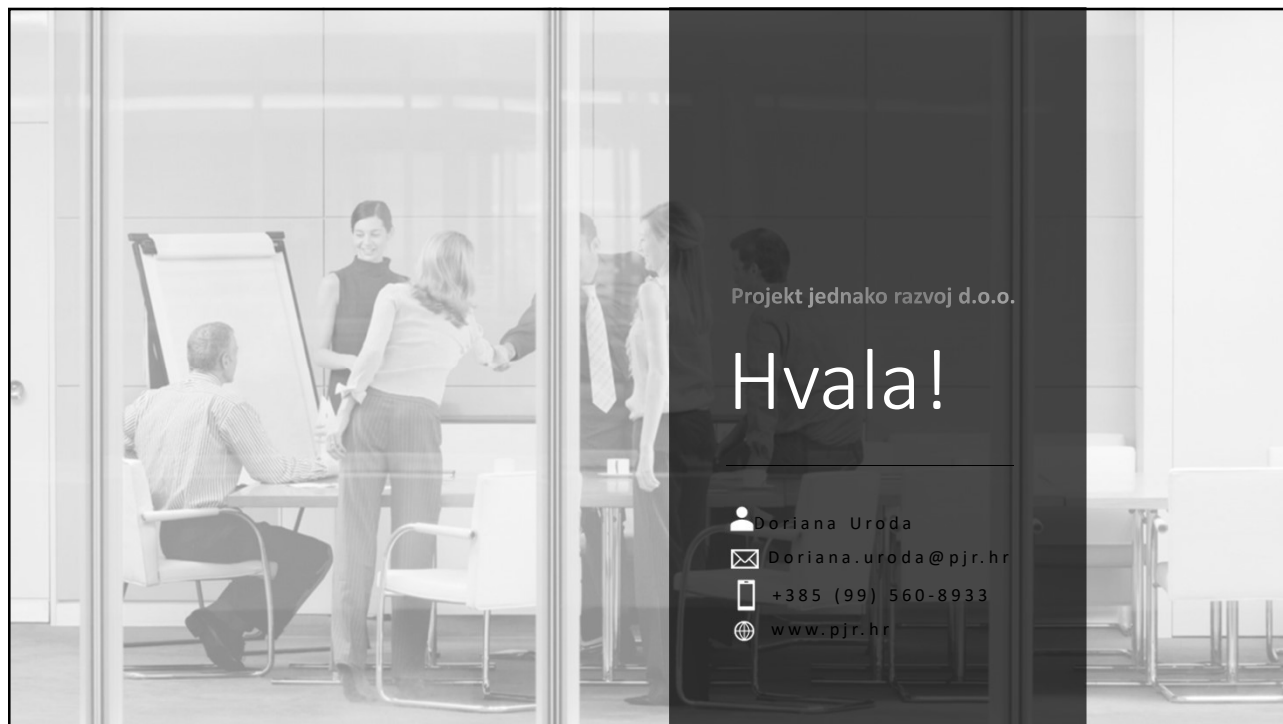 Projekt jednako razvoj d.o.o.
Hvala!
Doriana Uroda
Doriana.uroda@pjr.hr
+385 (99) 560-8933
www.pjr.hr